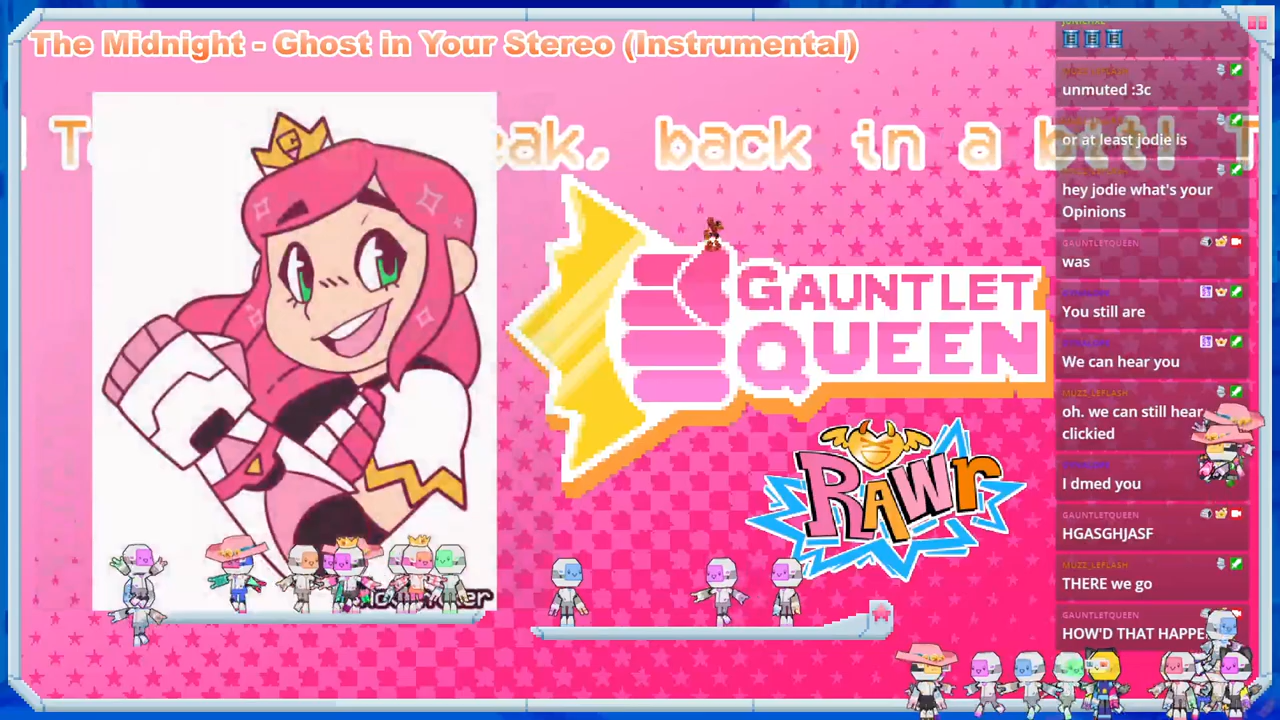 The Midnight - Ghost in Your Stereo (Instrumental)
back in a bit!
GAUNTLET
QUEEN
RAWr
unmuted :3c
or at least jodie is
hey jodie what's your
Opinions
GAUNTLETQUEEN
was
You still are
We can hear you
MUZZ_LEFLASH
oh. we can still hear
clickied
I dmed you
GAUNTLETQUEEN
HGASGHJASF
MUZZ_LEFLASH
THERE we go
GAUNTLETQUEEN
HOW'D THAT HAPPE